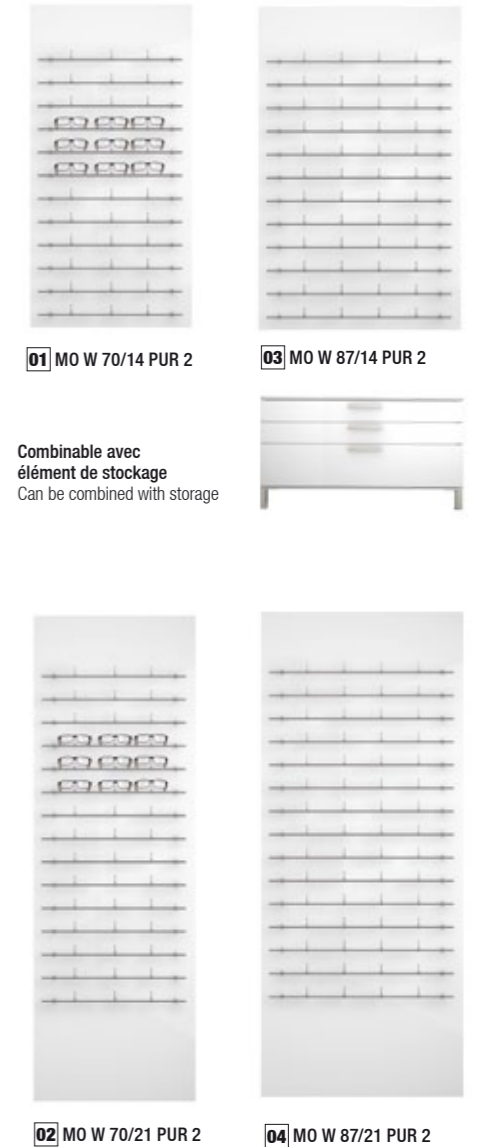 01 MO W 70/14 PUR 2
03 MO W 87/14 PUR 2
Combinable avec
élément de stockage
Can be combined with storage
02 MO W 70/21 PUR 2
04 MO W 87/21 PUR 2